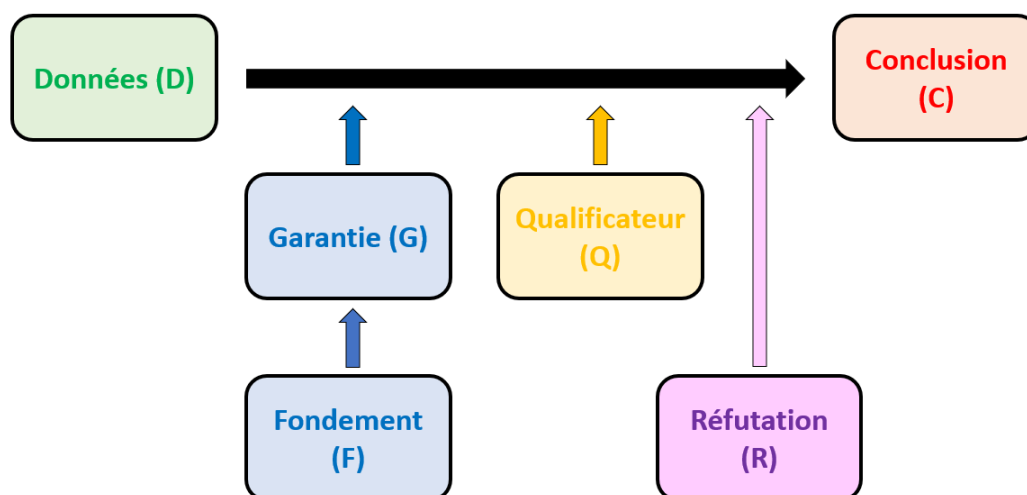 Données (D)
Conclusion
(C)
Garantie (G)
Qualificateur
(Q)
Fondement
(F)
Réfutation
(R)